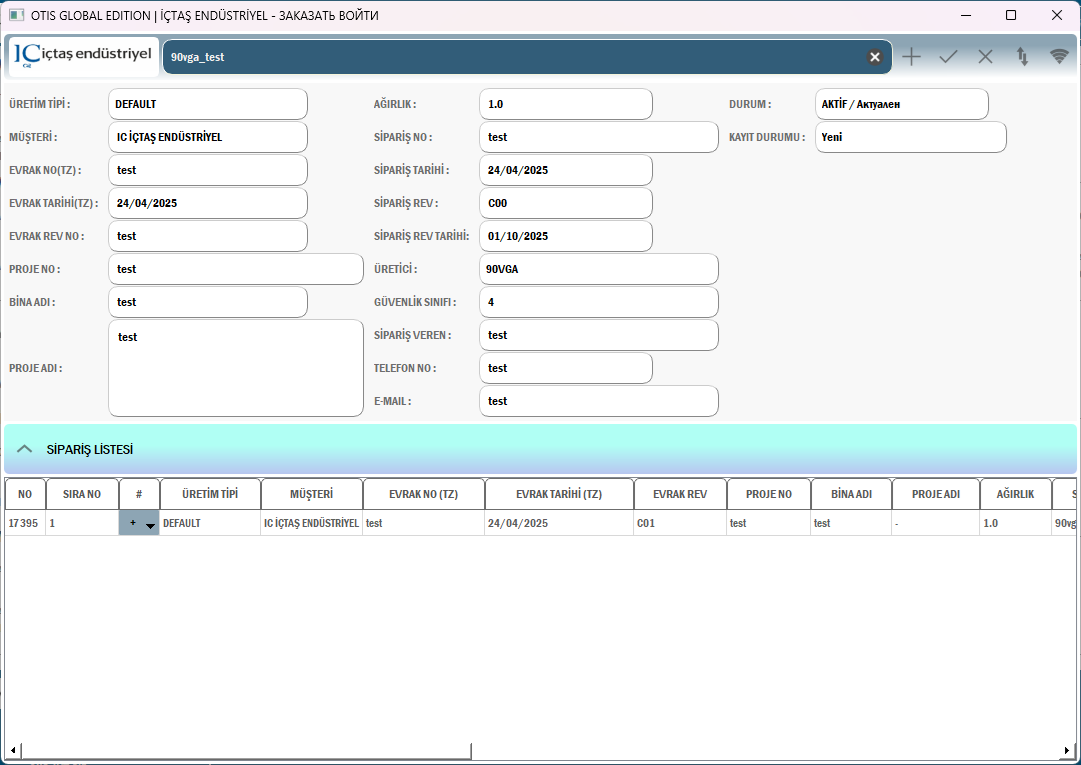 OTIS GLOBAL EDITION | İÇTAŞ ENDÜSTRİYEL - ЗАКАЗАТЬ ВОЙТИ
IC içtaş endüstriyel
90vga_test
ÜRETİM TİPİ : DEFAULT AĞIRLIK : 1.0 DURUM : AKTİF / Актуален
MÜŞTERİ : IC İÇTAŞ ENDÜSTRİYEL SİPARİŞ NO : test KAYIT DURUMU : Yeni
EVRAK NO(TZ) : test SİPARİŞ TARİHİ : 24/04/2025
EVRAK TARİHİ(TZ) : 24/04/2025 SİPARİŞ REV : C00
EVRAK REV NO : test SİPARİŞ REV TARİHİ: 01/10/2025
PROJE NO : test ÜRETİCİ : 90VGA
BİNA ADI : test GÜVENLİK SINIFI : 4
test SİPARİŞ VEREN : test
PROJE ADI : TELEFON NO : test
E-MAIL : test
SİPARİŞ LİSTESİ
NO SIRA NO # ÜRETİM TİPİ MÜŞTERİ EVRAK NO (TZ) EVRAK TARİHİ (TZ) EVRAK REV PROJE NO BİNA ADI PROJE ADI AĞIRLIK S
17395 1 + DEFAULT IC İÇTAŞ ENDÜSTRİYEL test 24/04/2025 C01 test test - 1.0 90vg